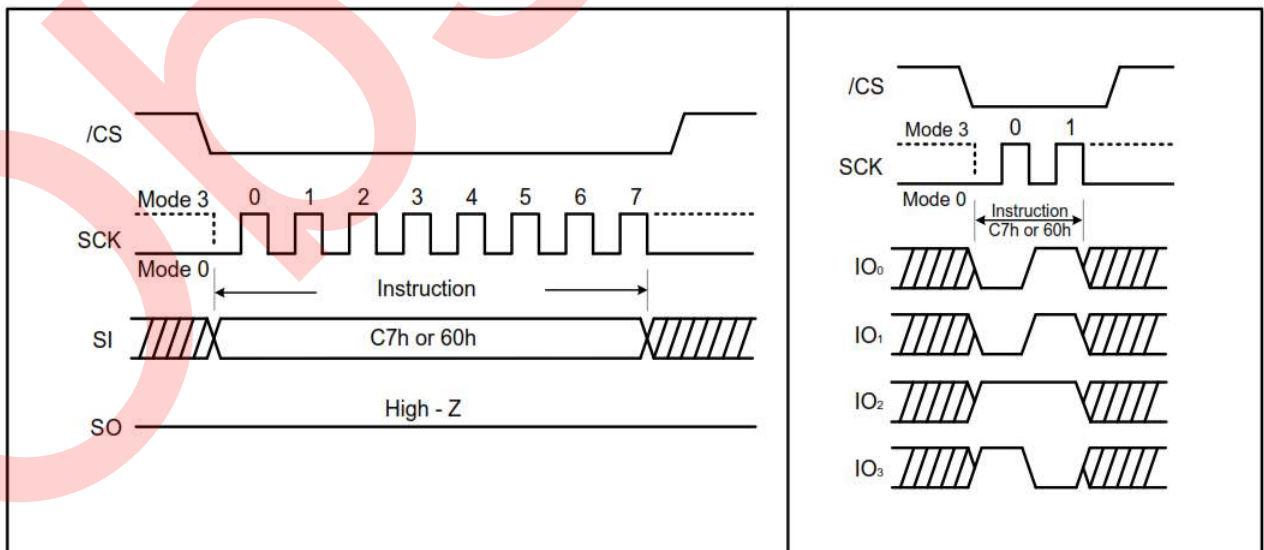 /CS
Mode 3
0 1 2 3 4 5 6 7
SCK
Mode 0
Instruction
SI
C7h or 60h
High - Z
SO
/CS
Mode 3
0 1
SCK
Mode 0
Instruction
C7h or 60h
IO₀
IO₁
IO₂
IO₃